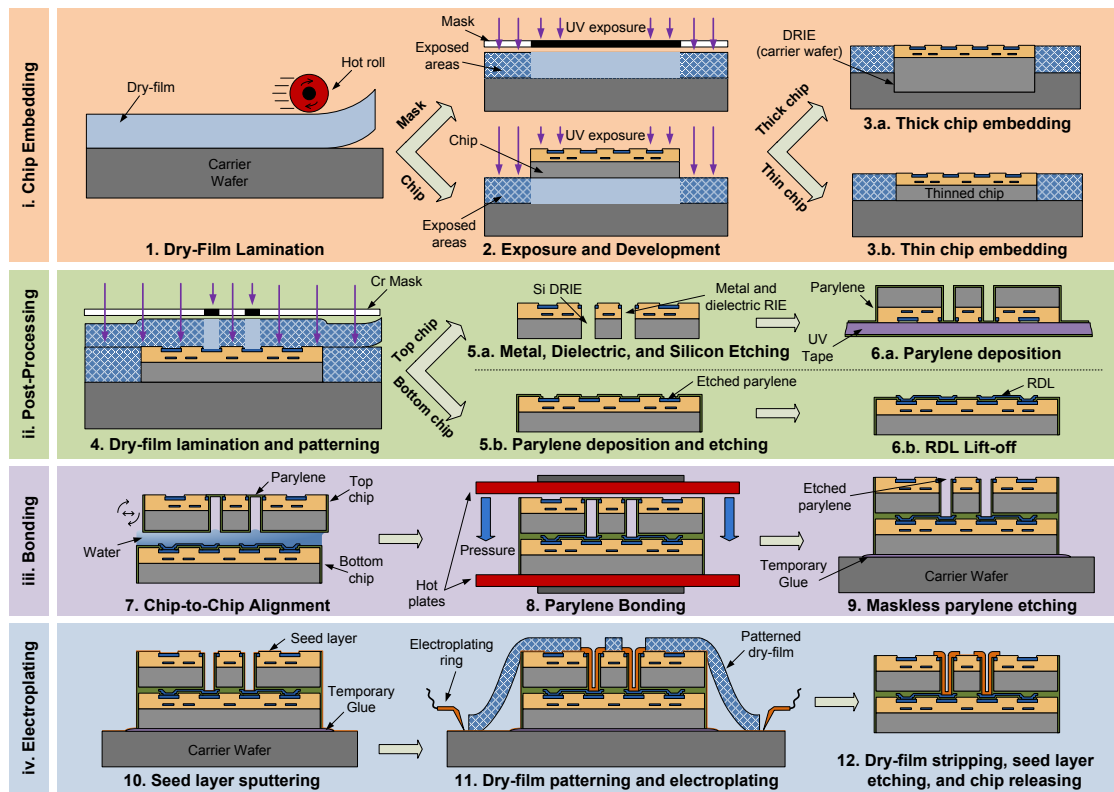 i. Chip Embedding
Dry-film
Hot roll
Carrier
Wafer
1. Dry-Film Lamination
Mask
Chip
Mask
UV exposure
Exposed
areas
Chip
UV exposure
Exposed
areas
2. Exposure and Development
Thick chip
Thin chip
DRIE
(carrier wafer)
3.a. Thick chip embedding
Thinned chip
3.b. Thin chip embedding
ii. Post-Processing
Cr Mask
4. Dry-film lamination and patterning
Top chip
Bottom chip
Si DRIE
Metal and
dielectric RIE
5.a. Metal, Dielectric, and Silicon Etching
Parylene
UV
Tape
6.a. Parylene deposition
Etched parylene
5.b. Parylene deposition and etching
RDL
6.b. RDL Lift-off
iii. Bonding
Parylene
Top
chip
Water
Bottom
chip
7. Chip-to-Chip Alignment
Pressure
Hot
plates
8. Parylene Bonding
Etched
parylene
Temporary
Glue
Carrier Wafer
9. Maskless parylene etching
iv. Electroplating
Seed layer
Temporary
Glue
Carrier Wafer
10. Seed layer sputtering
Electroplating
ring
Patterned
dry-film
11. Dry-film patterning and electroplating
12. Dry-film stripping, seed layer
etching, and chip releasing